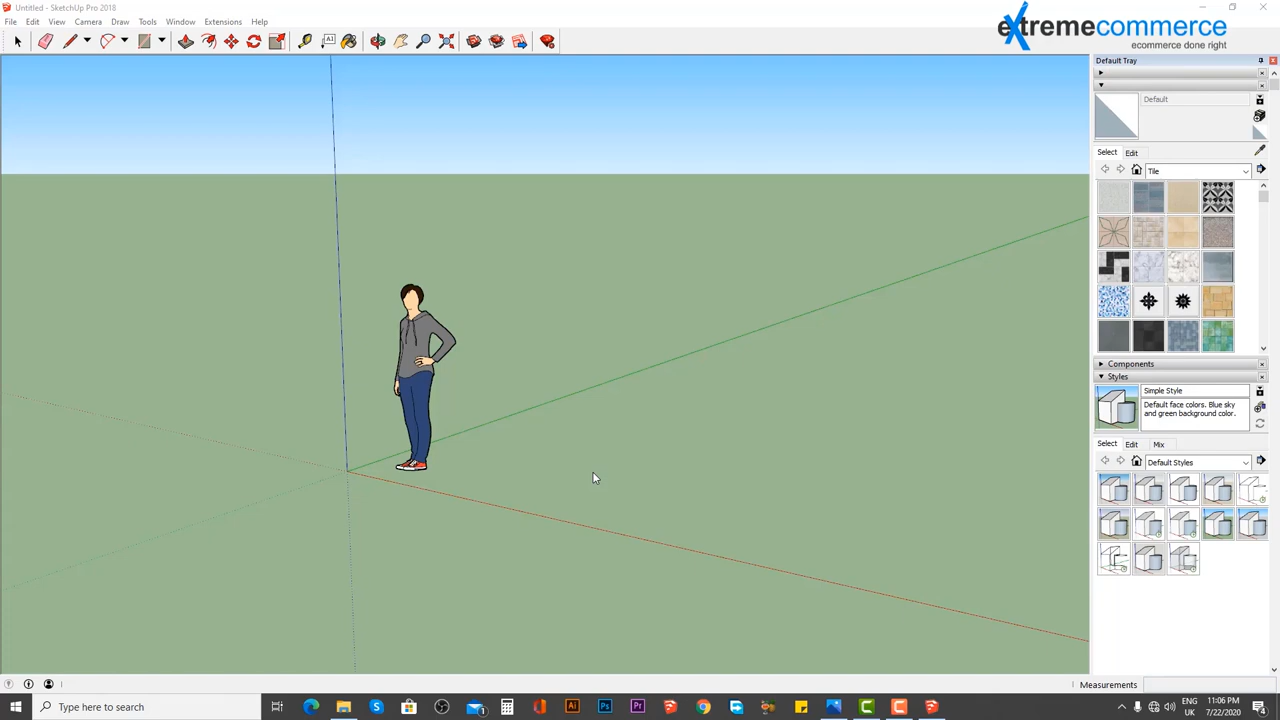 Untitled - SketchUp Pro 2018
File Edit View Camera Draw Tools Window Extensions Help
extremecommerce
ecommerce done right
Default Tray
Default
Select Edit
Tile
Components
Styles
Simple Style
Default face colors. Blue sky
and green background color.
Select Edit Mix
Default Styles
Measurements
Type here to search
ENG
UK
11:06 PM
7/22/2020